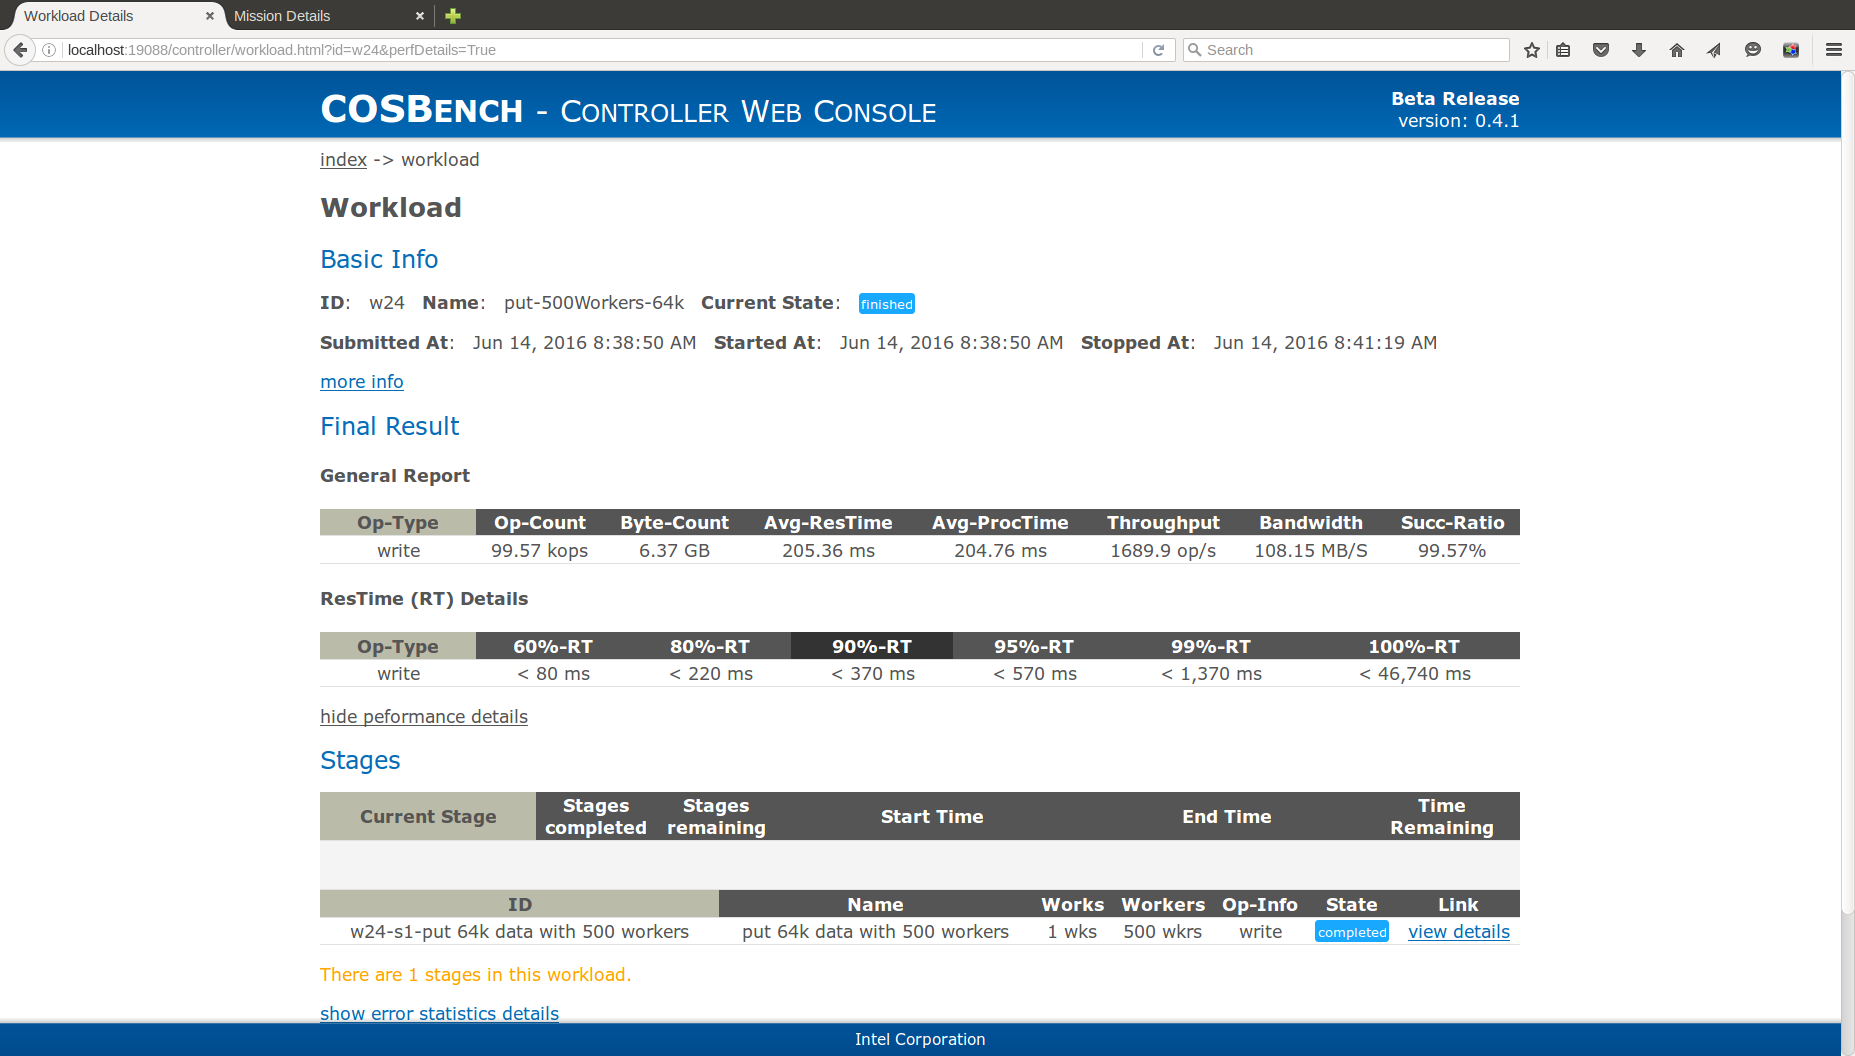 Workload Details
Mission Details
localhost:19088/controller/workload.html?id=w24&perfDetails=True
Search
COSBENCH - CONTROLLER WEB CONSOLE
Beta Release
version: 0.4.1
index -> workload
Workload
Basic Info
ID: w24 Name: put-500Workers-64k Current State: finished
Submitted At: Jun 14, 2016 8:38:50 AM Started At: Jun 14, 2016 8:38:50 AM Stopped At: Jun 14, 2016 8:41:19 AM
more info
Final Result
General Report
Op-Type Op-Count Byte-Count Avg-ResTime Avg-ProcTime Throughput Bandwidth Succ-Ratio
write 99.57 kops 6.37 GB 205.36 ms 204.76 ms 1689.9 op/s 108.15 MB/S 99.57%
ResTime (RT) Details
Op-Type 60%-RT 80%-RT 90%-RT 95%-RT 99%-RT 100%-RT
write < 80 ms < 220 ms < 370 ms < 570 ms < 1,370 ms < 46,740 ms
hide peformance details
Stages
Current Stage Stages completed Stages remaining Start Time End Time Time Remaining
ID Name Works Workers Op-Info State Link
w24-s1-put 64k data with 500 workers put 64k data with 500 workers 1 wks 500 wkrs write completed view details
There are 1 stages in this workload.
show error statistics details
Intel Corporation